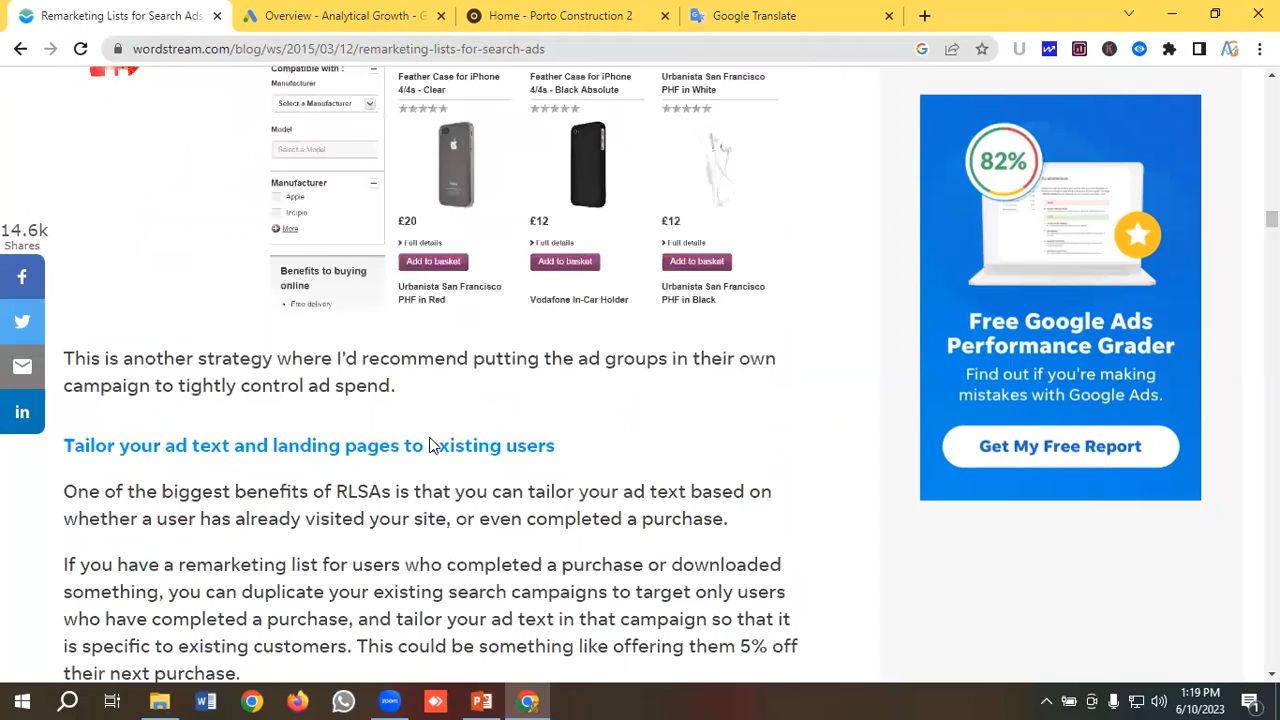 Remarketing Lists for Search Ads
Overview - Analytical Growth - G
Home - Porto Construction 2
Google Translate
wordstream.com/blog/ws/2015/03/12/remarketing-lists-for-search-ads
Compatible with :
Manufacturer
Select a Manufacturer
Model
Select a Model
Manufacturer
Apple
Incipio
More
Benefits to buying
online
Free delivery
Feather Case for iPhone
4/4s - Clear
£20
Full details
Add to basket
Urbanista San Francisco
PHF in Red
Feather Case for iPhone
4/4s - Black Absolute
£12
Full details
Add to basket
Vodafone In-Car Holder
Urbanista San Francisco
PHF in White
£12
Full details
Add to basket
Urbanista San Francisco
PHF in Black
14.6k
Shares
This is another strategy where I'd recommend putting the ad groups in their own
campaign to tightly control ad spend.
Tailor your ad text and landing pages to existing users
One of the biggest benefits of RLSAs is that you can tailor your ad text based on
whether a user has already visited your site, or even completed a purchase.
If you have a remarketing list for users who completed a purchase or downloaded
something, you can duplicate your existing search campaigns to target only users
who have completed a purchase, and tailor your ad text in that campaign so that it
is specific to existing customers. This could be something like offering them 5% off
their next purchase.
82%
Free Google Ads
Performance Grader
Find out if you're making
mistakes with Google Ads.
Get My Free Report
zoom
1:19 PM
6/10/2023